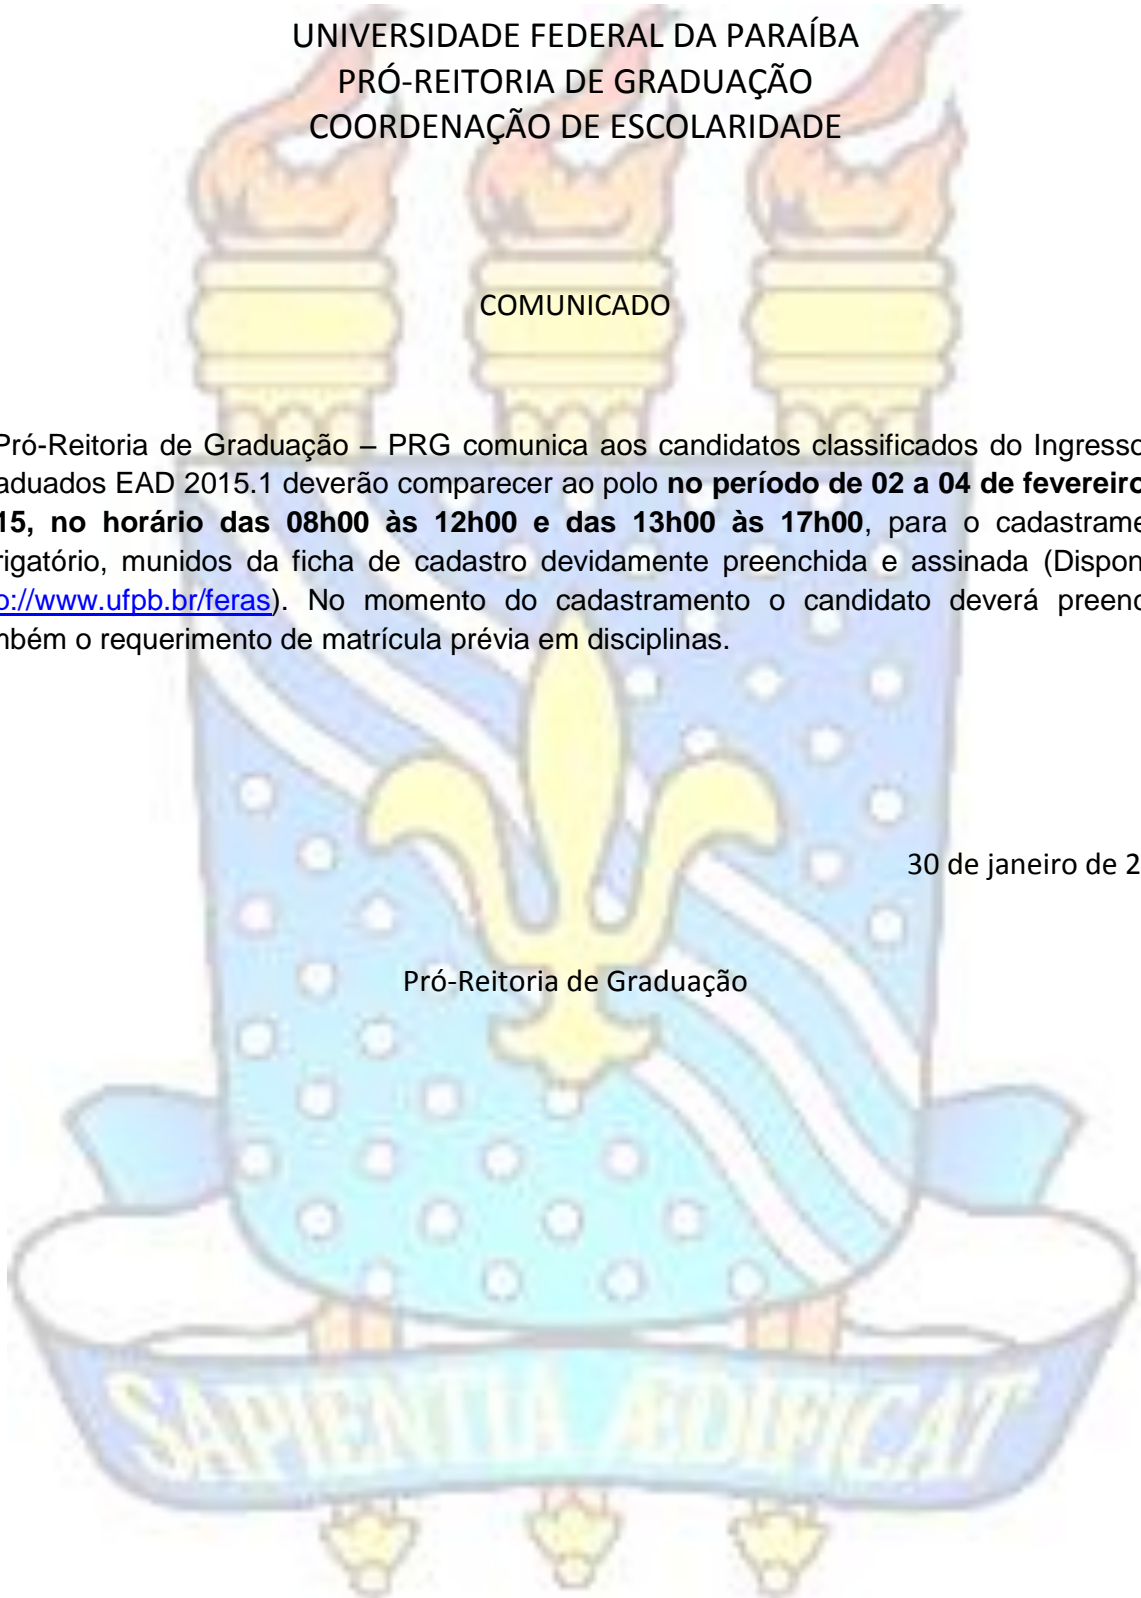 UNIVERSIDADE FEDERAL DA PARAÍBA
PRÓ-REITORIA DE GRADUAÇÃO
COORDENAÇÃO DE ESCOLARIDADE
COMUNICADO
Pró-Reitoria de Graduação – PRG comunica aos candidatos classificados do Ingresso
aduados EAD 2015.1 deverão comparecer ao polo no período de 02 a 04 de fevereiro
15, no horário das 08h00 às 12h00 e das 13h00 às 17h00, para o cadastrame
rigatório, munidos da ficha de cadastro devidamente preenchida e assinada (Dispon
p://www.ufpb.br/feras). No momento do cadastramento o candidato deverá preenc
mbém o requerimento de matrícula prévia em disciplinas.
30 de janeiro de 2
Pró-Reitoria de Graduação
SAPIENTIA ÆDIFICAT